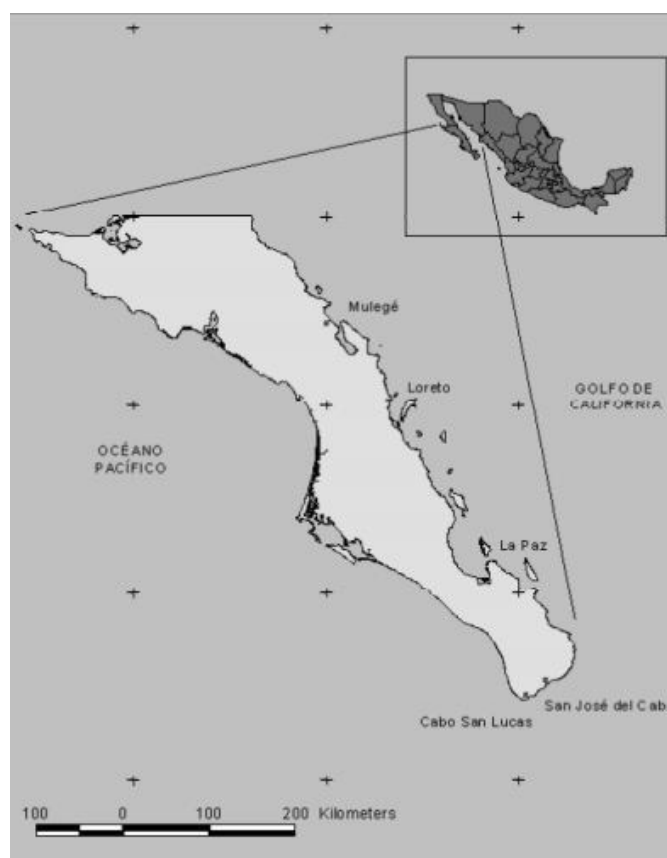 Mulegé
Loreto
GOLFO DE
CALIFORNIA
OCÉANO
PACÍFICO
La Paz
San José del Cab
Cabo San Lucas
100 0 100 200 Kilometers